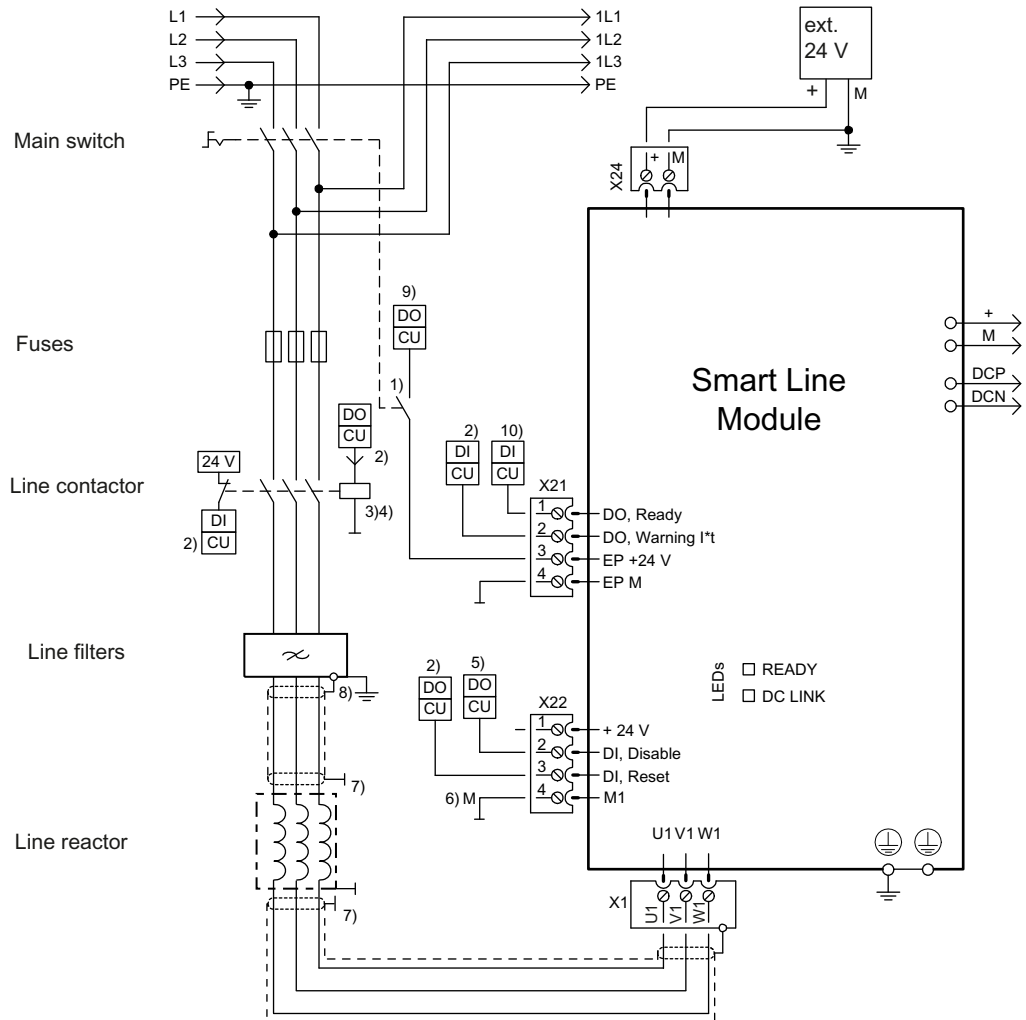 L1
L2
L3
PE
1L1
1L2
1L3
PE
ext.
24 V
+
M
Main switch
X24
+ M
+
M
DCP
DCN
Smart Line
Module
Fuses
9)
DO
CU
1)
DO
CU
2)
Line contactor
24 V
DI
CU
2)
3)4)
2)
DI
CU
10)
DI
CU
X21
1
DO, Ready
2
DO, Warning I*t
3
EP +24 V
4
EP M
Line filters
8)
LEDs
READY
DC LINK
2)
DO
CU
5)
DO
CU
X22
1
+ 24 V
2
DI, Disable
3
DI, Reset
4
M1
6) M
7)
Line reactor
7)
U1 V1 W1
X1
U1
V1
W1